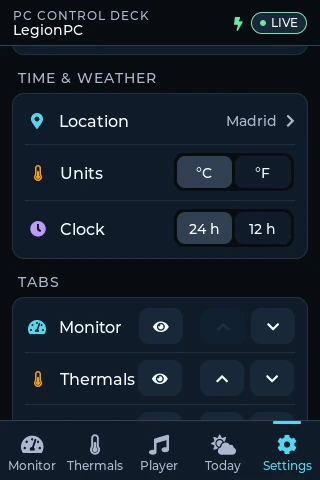 PC CONTROL DECK
LegionPC
LIVE
TIME & WEATHER
Location Madrid
Units °C °F
Clock 24 h 12 h
TABS
Monitor
Thermals
Monitor Thermals Player Today Settings